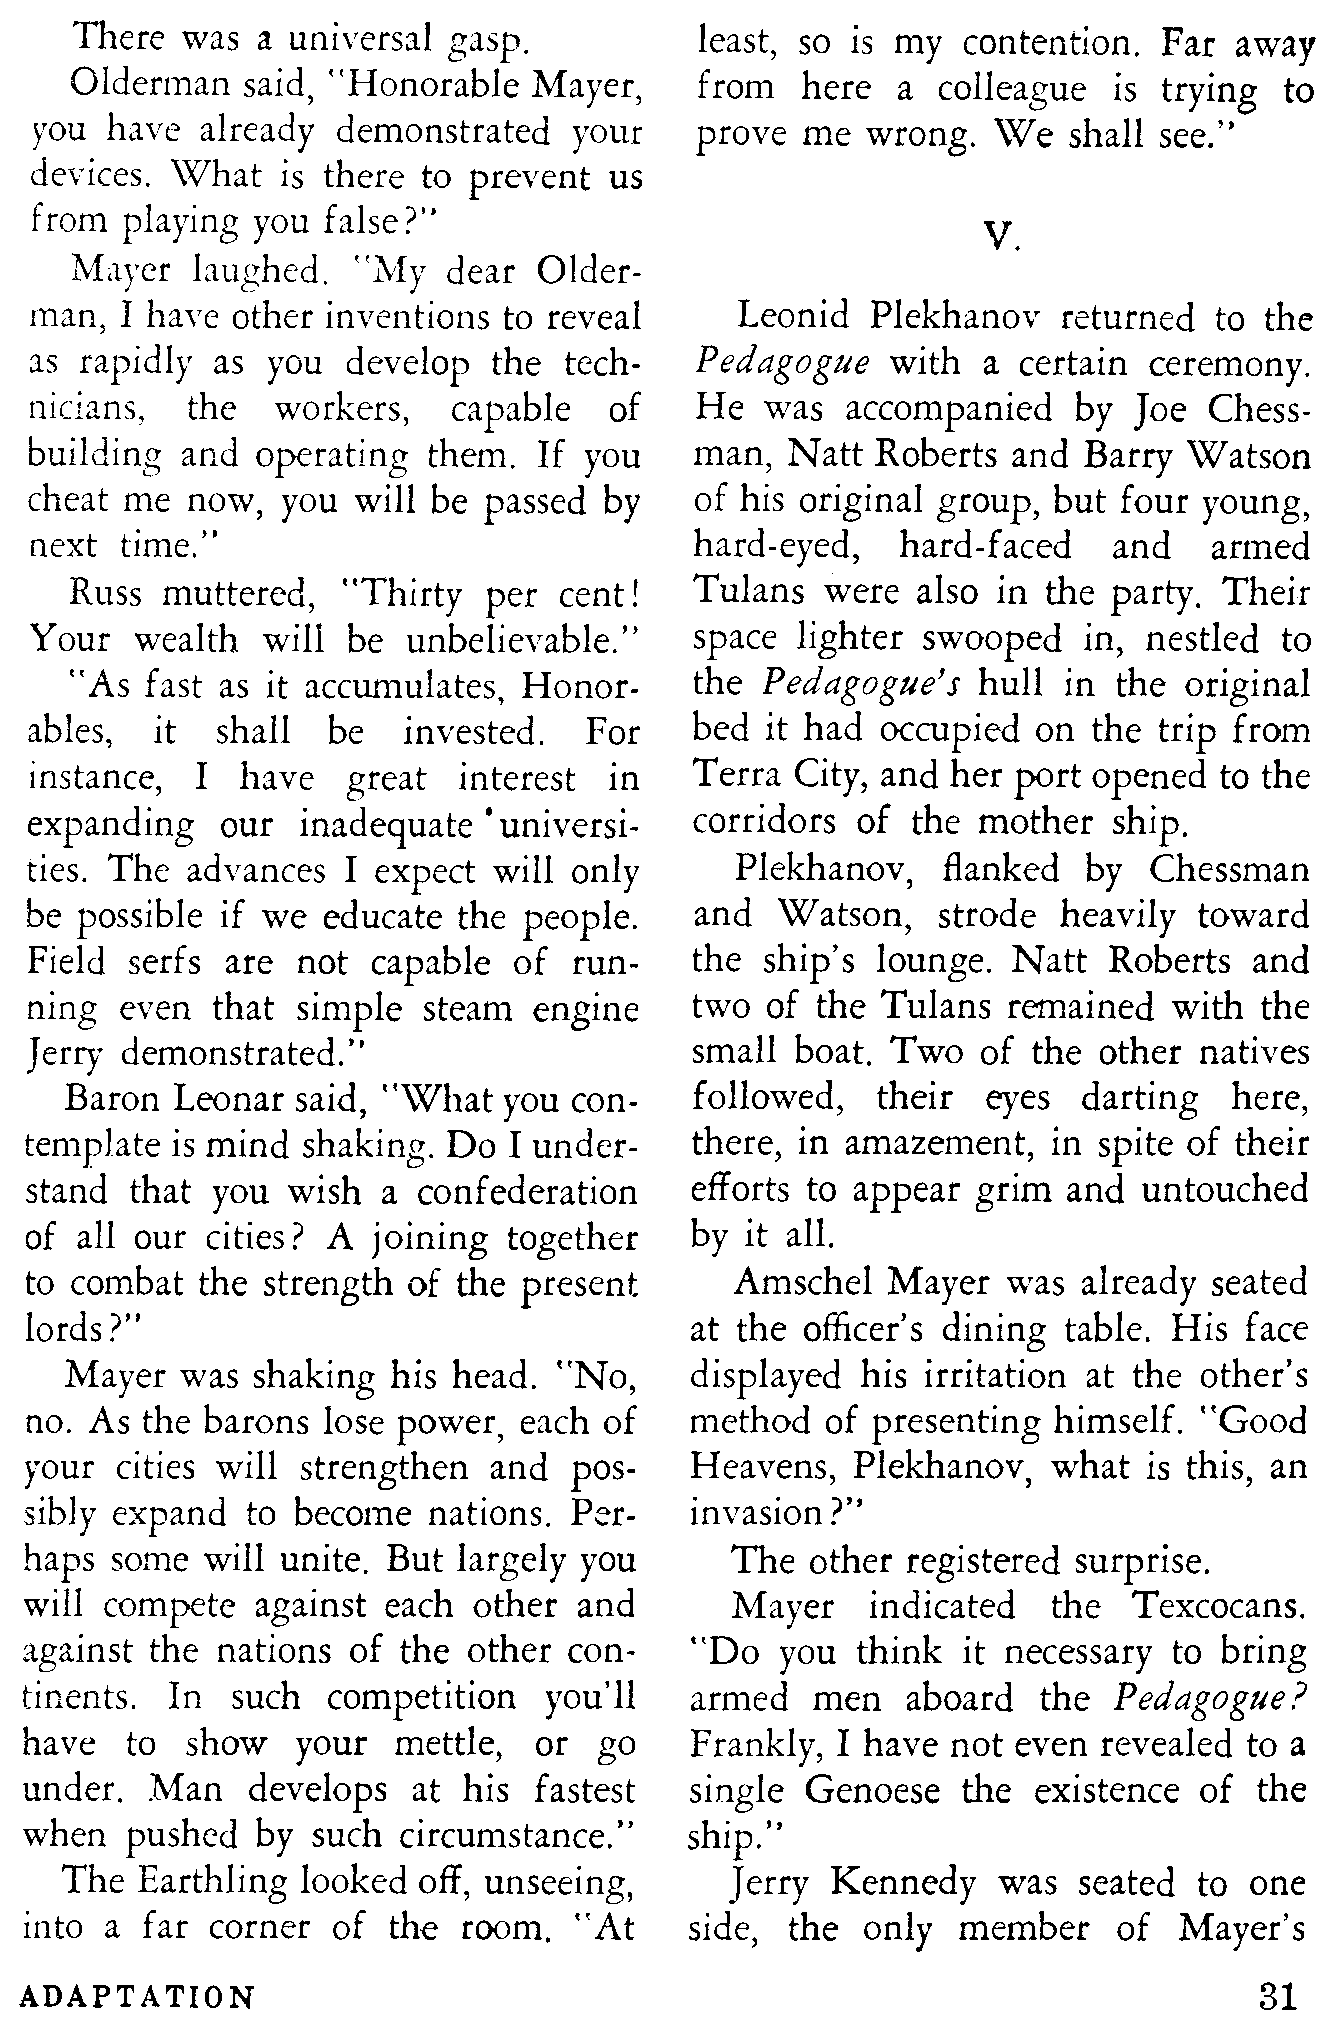 There was a universal gasp.
Olderman said, "Honorable Mayer,
you have already demonstrated your
devices. What is there to prevent us
from playing you false?"
Mayer laughed. "My dear Older-
man, I have other inventions to reveal
as rapidly as you develop the tech-
nicians, the workers, capable of
building and operating them. If you
cheat me now, you will be passed by
next time."
Russ muttered, "Thirty per cent!
Your wealth will be unbelievable."
"As fast as it accumulates, Honor-
ables, it shall be invested. For
instance, I have great interest in
expanding our inadequate universi-
ties. The advances I expect will only
be possible if we educate the people.
Field serfs are not capable of run-
ning even that simple steam engine
Jerry demonstrated."
Baron Leonar said, "What you con-
template is mind shaking. Do I under-
stand that you wish a confederation
of all our cities? A joining together
to combat the strength of the present
lords?"
Mayer was shaking his head. "No,
no. As the barons lose power, each of
your cities will strengthen and pos-
sibly expand to become nations. Per-
haps some will unite. But largely you
will compete against each other and
against the nations of the other con-
tinents. In such competition you'll
have to show your mettle, or go
under. Man develops at his fastest
when pushed by such circumstance."
The Earthling looked off, unseeing,
into a far corner of the room. "At
least, so is my contention. Far away
from here a colleague is trying to
prove me wrong. We shall see."
V.
Leonid Plekhanov returned to the
Pedagogue with a certain ceremony.
He was accompanied by Joe Chess-
man, Natt Roberts and Barry Watson
of his original group, but four young,
hard-eyed, hard-faced and armed
Tulans were also in the party. Their
space lighter swooped in, nestled to
the Pedagogue's hull in the original
bed it had occupied on the trip from
Terra City, and her port opened to the
corridors of the mother ship.
Plekhanov, flanked by Chessman
and Watson, strode heavily toward
the ship's lounge. Natt Roberts and
two of the Tulans remained with the
small boat. Two of the other natives
followed, their eyes darting here,
there, in amazement, in spite of their
efforts to appear grim and untouched
by it all.
Amschel Mayer was already seated
at the officer's dining table. His face
displayed his irritation at the other's
method of presenting himself. "Good
Heavens, Plekhanov, what is this, an
invasion?"
The other registered surprise.
Mayer indicated the Texcocans.
"Do you think it necessary to bring
armed men aboard the Pedagogue?
Frankly, I have not even revealed to a
single Genoese the existence of the
ship."
Jerry Kennedy was seated to one
side, the only member of Mayer's
ADAPTATION
31